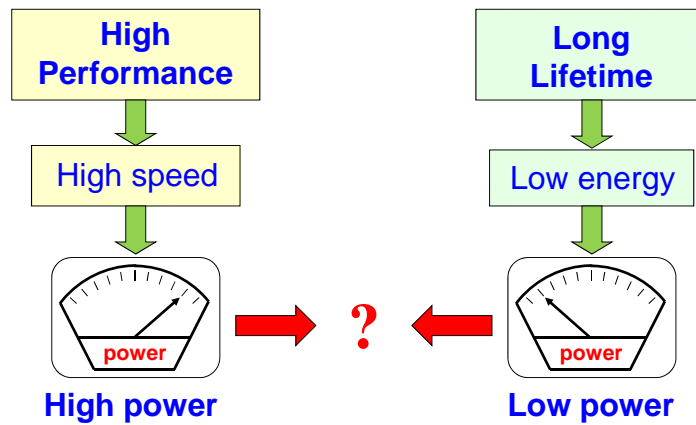 High
Performance
High speed
power
High power
?
Long
Lifetime
Low energy
power
Low power